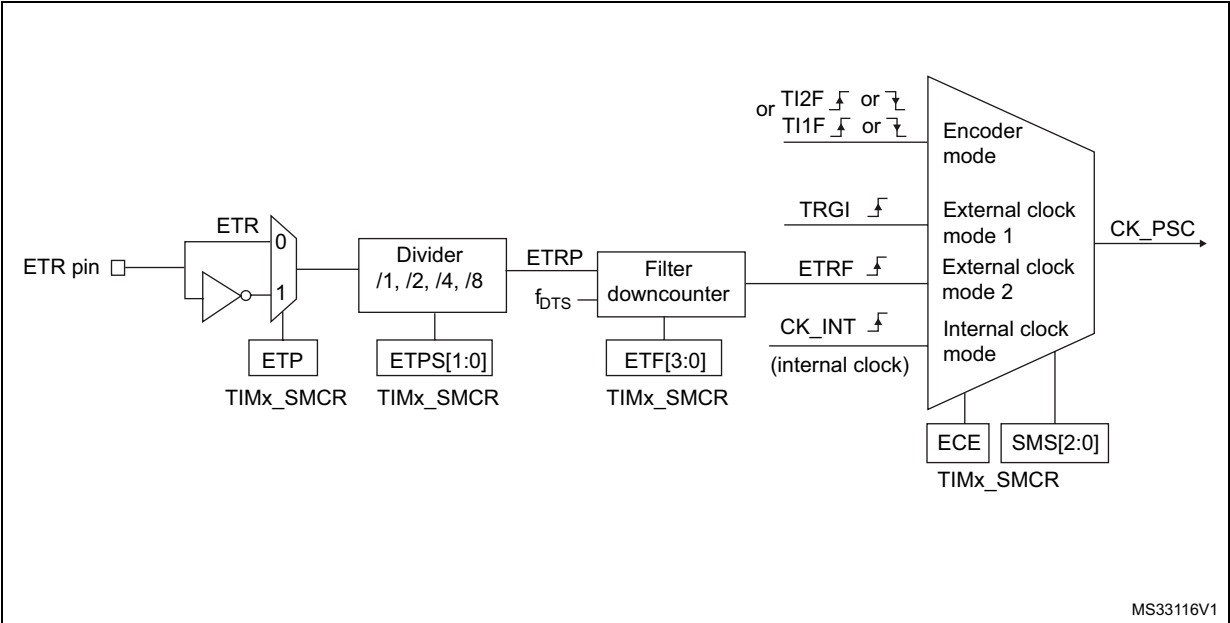 or TI2F or
TI1F or
Encoder
mode
TRGI
External clock
mode 1
CK_PSC
ETR
0
ETR pin
1
Divider
/1, /2, /4, /8
ETRP
Filter
downcounter
fDTS
ETRF
External clock
mode 2
CK_INT
(internal clock)
Internal clock
mode
ETP
TIMx_SMCR
ETPS[1:0]
TIMx_SMCR
ETF[3:0]
TIMx_SMCR
ECE
SMS[2:0]
TIMx_SMCR
MS33116V1